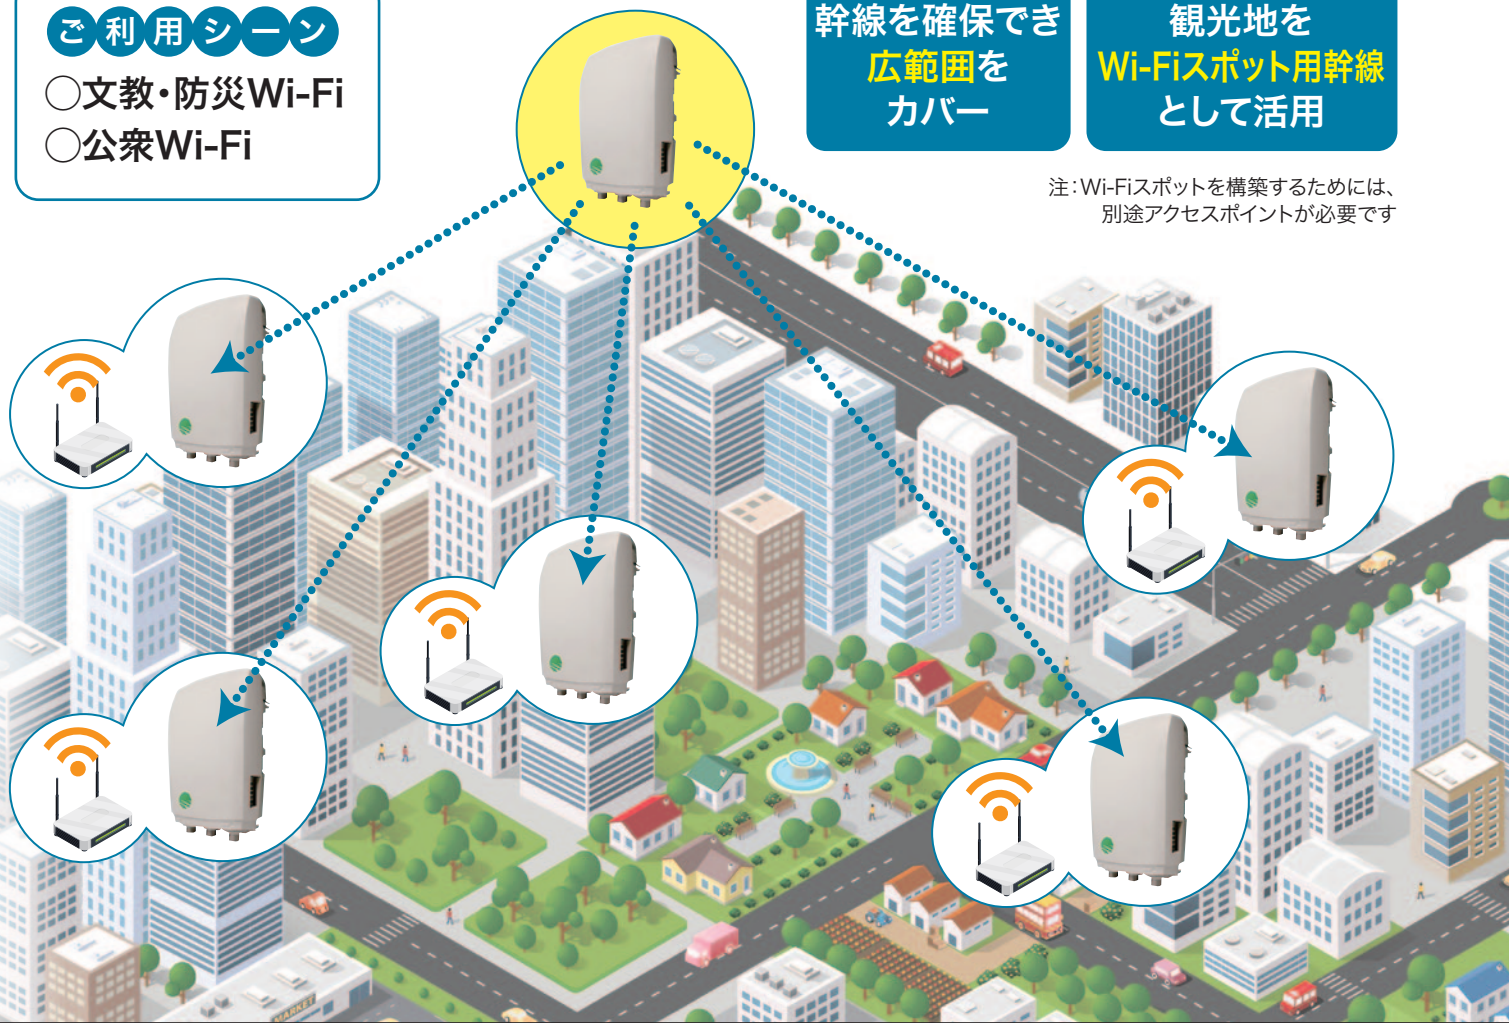 ご利用シーン
◯文教・防災Wi-Fi
◯公衆Wi-Fi
幹線を確保でき
広範囲を
カバー
観光地を
Wi-Fiスポット用幹線
として活用
注：Wi-Fiスポットを構築するためには、
別途アクセスポイントが必要です
MARKET